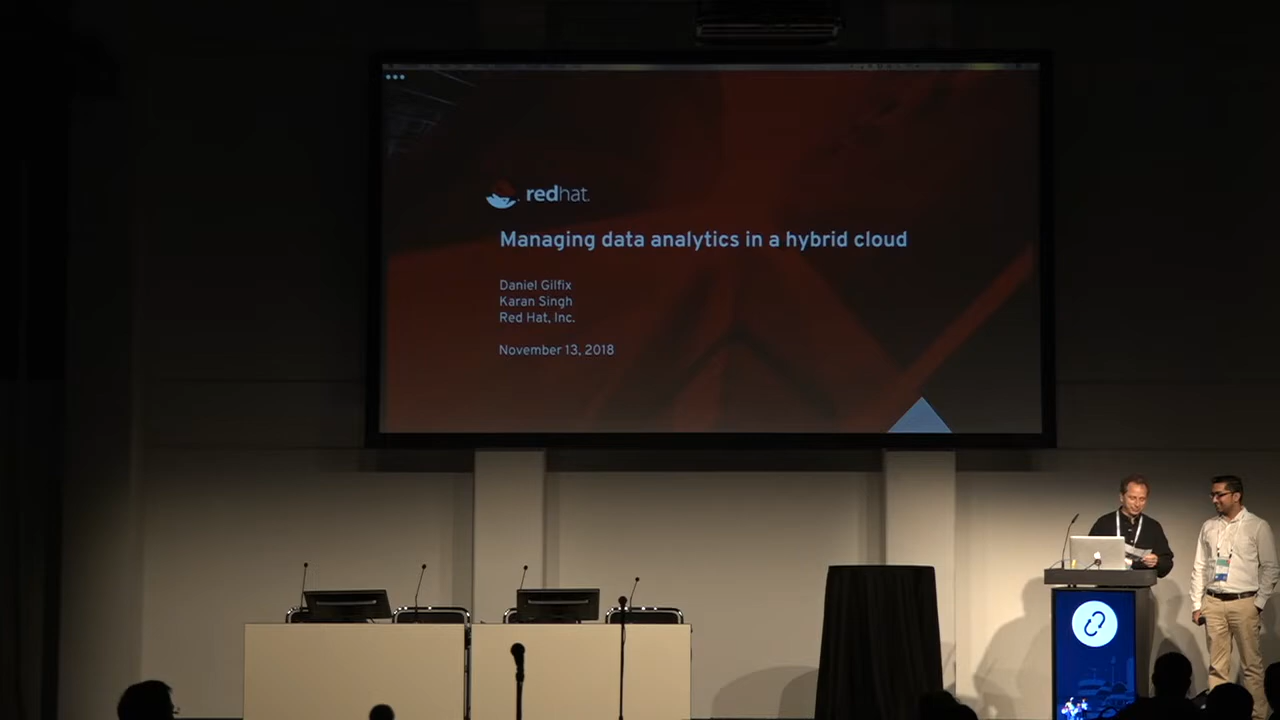 redhat.
Managing data analytics in a hybrid cloud
Daniel Gilfix
Karan Singh
Red Hat, Inc.
November 13, 2018